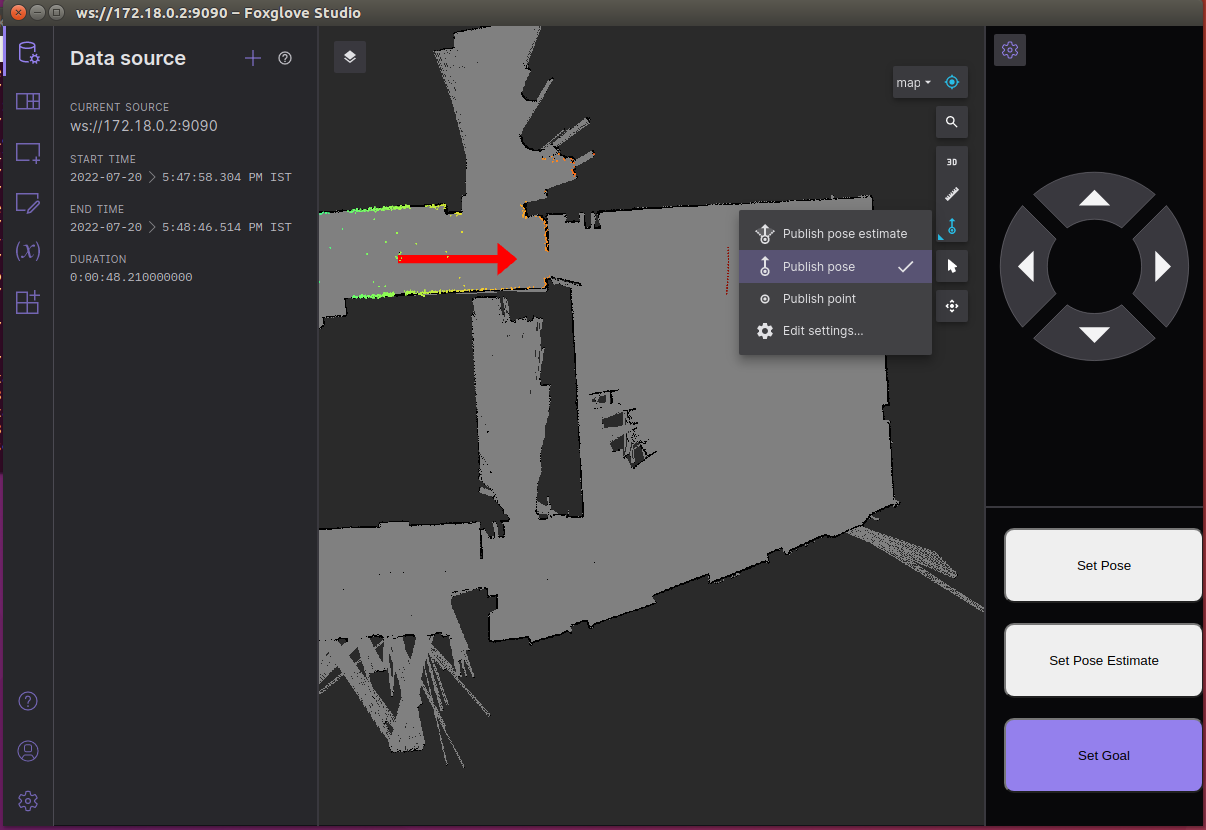 ws://172.18.0.2:9090 – Foxglove Studio
Data source
CURRENT SOURCE
ws://172.18.0.2:9090
START TIME
2022-07-20 > 5:47:58.304 PM IST
END TIME
2022-07-20 > 5:48:46.514 PM IST
DURATION
0:00:48.210000000
(x)
map
3D
Publish pose estimate
Publish pose
Publish point
Edit settings...
Set Pose
Set Pose Estimate
Set Goal